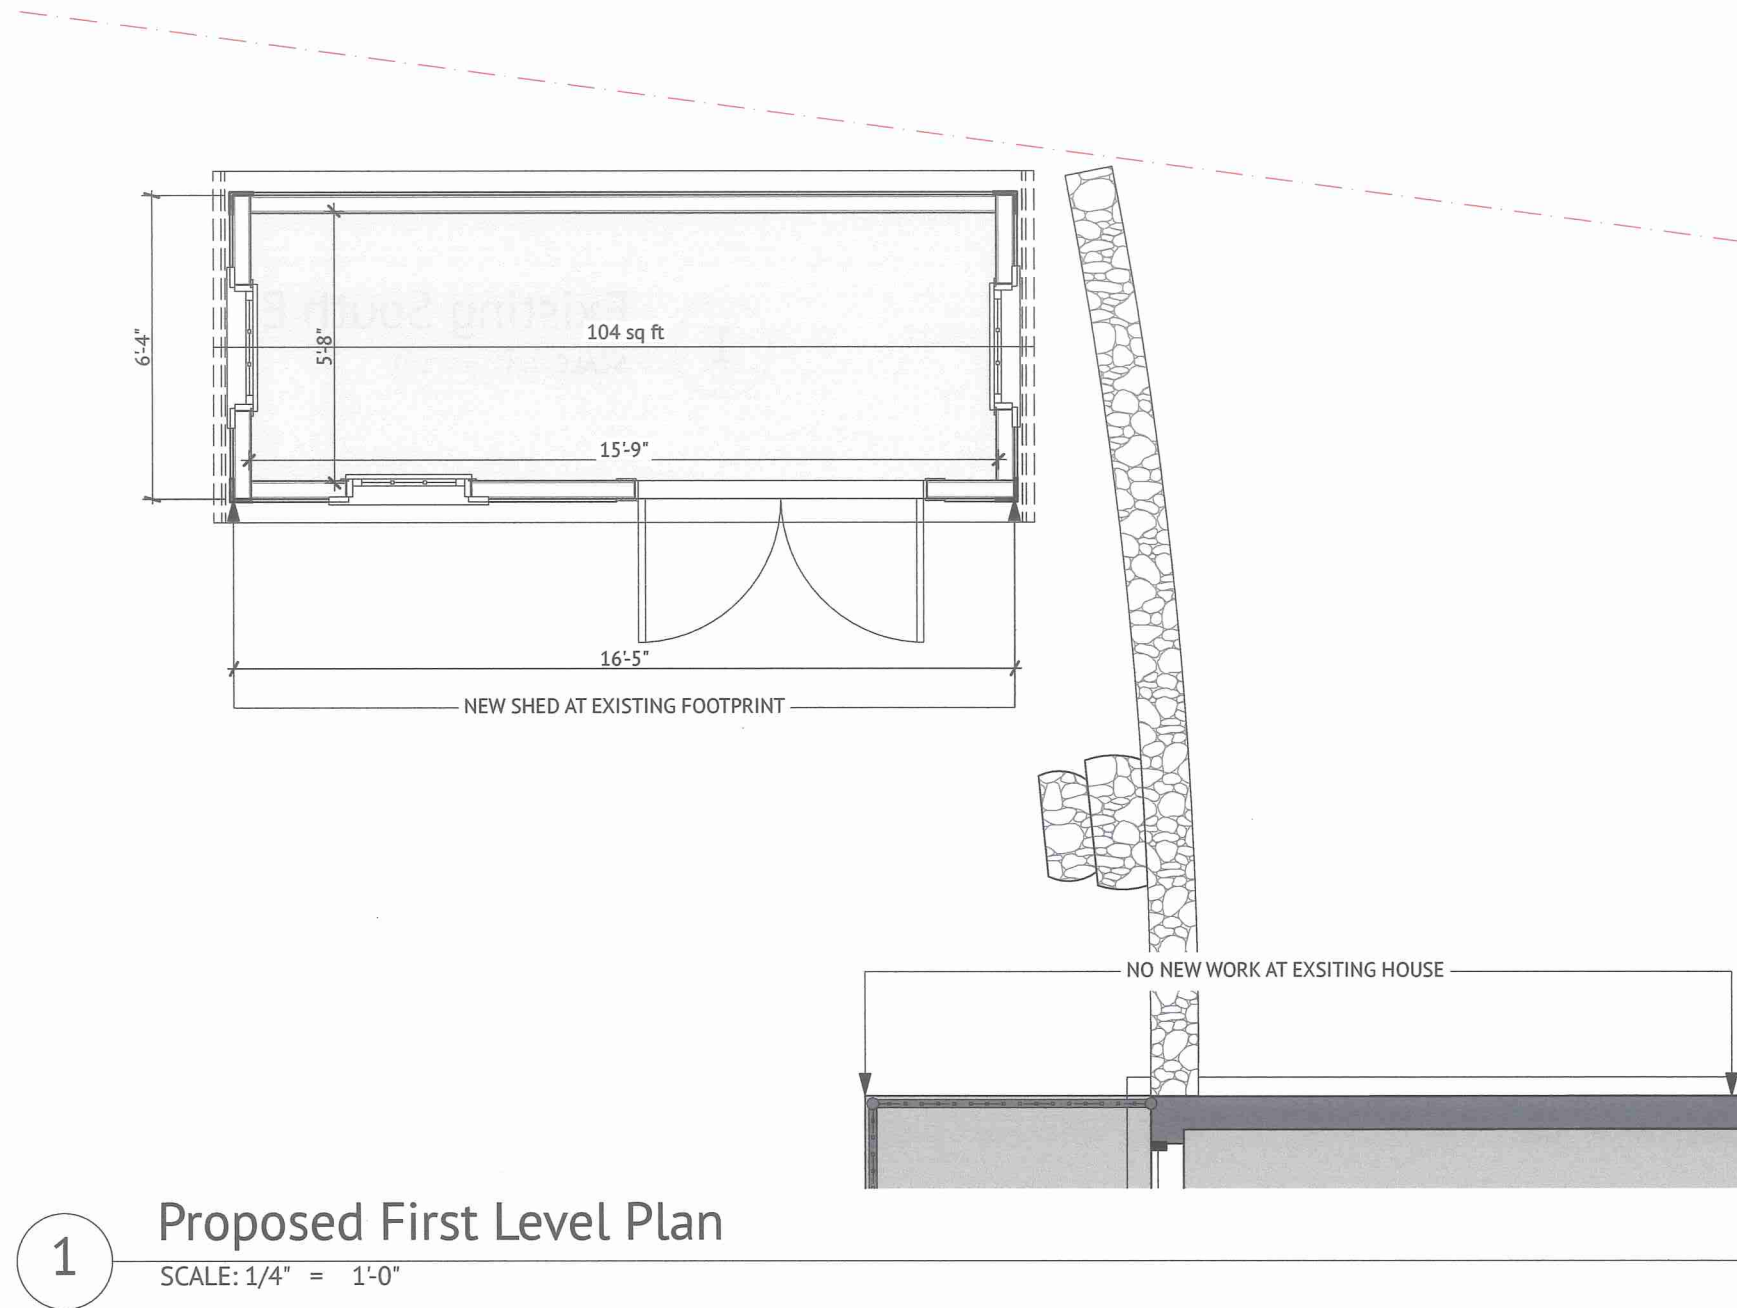 6'-4"
5'-8"
104 sq ft
15'-9"
16'-5"
NEW SHED AT EXISTING FOOTPRINT
NO NEW WORK AT EXSITING HOUSE
1
Proposed First Level Plan
SCALE: 1/4" = 1'-0"